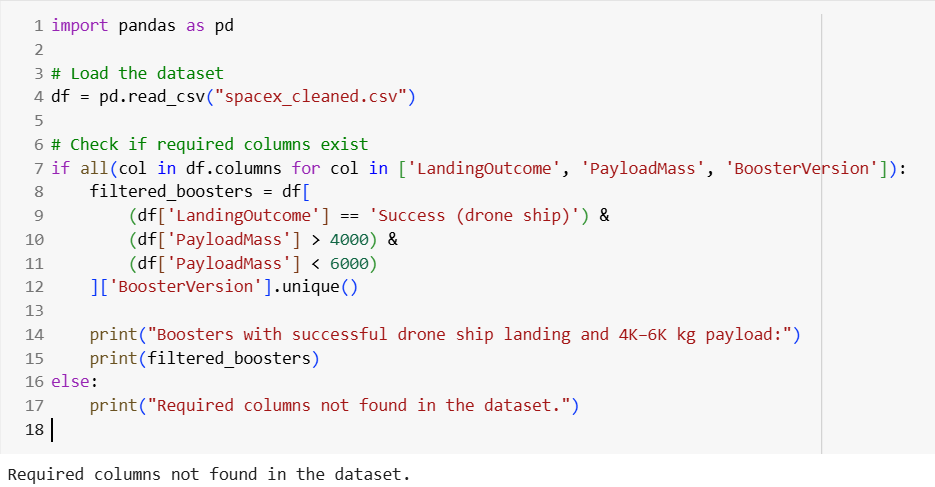 1 import pandas as pd
2
3 # Load the dataset
4 df = pd.read_csv("spacex_cleaned.csv")
5
6 # Check if required columns exist
7 if all(col in df.columns for col in ['LandingOutcome', 'PayloadMass', 'BoosterVersion']):
8     filtered_boosters = df[
9         (df['LandingOutcome'] == 'Success (drone ship)') &
10         (df['PayloadMass'] > 4000) &
11         (df['PayloadMass'] < 6000)
12     ]['BoosterVersion'].unique()
13
14     print("Boosters with successful drone ship landing and 4K–6K kg payload:")
15     print(filtered_boosters)
16 else:
17     print("Required columns not found in the dataset.")
18
Required columns not found in the dataset.